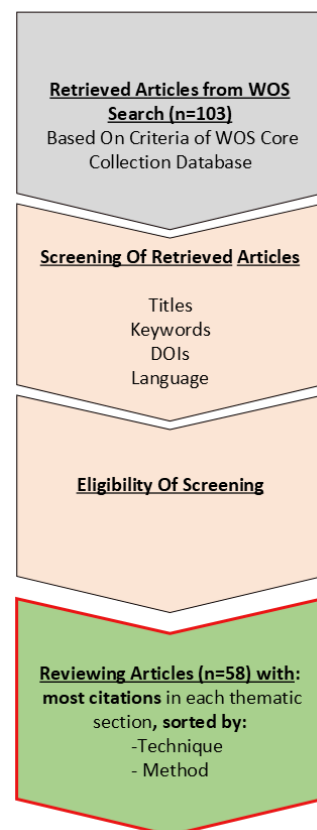 Retrieved Articles from WOS
Search (n=103)
Based On Criteria of WOS Core
Collection Database
Screening Of Retrieved Articles
Titles
Keywords
DOIs
Language
Eligibility Of Screening
Reviewing Articles (n=58) with:
most citations in each thematic
section, sorted by:
-Technique
- Method